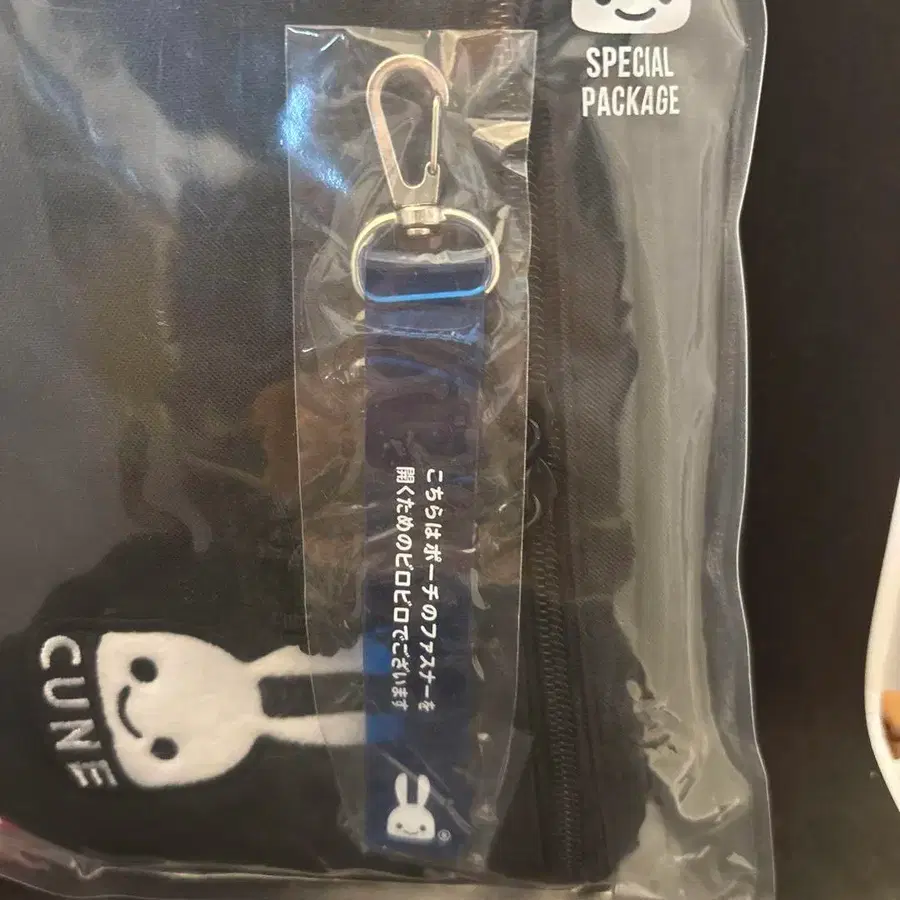 SPECIAL
PACKAGE
こちらはポーチのファスナーを
開くためのピロピロでございます
®
CUNE